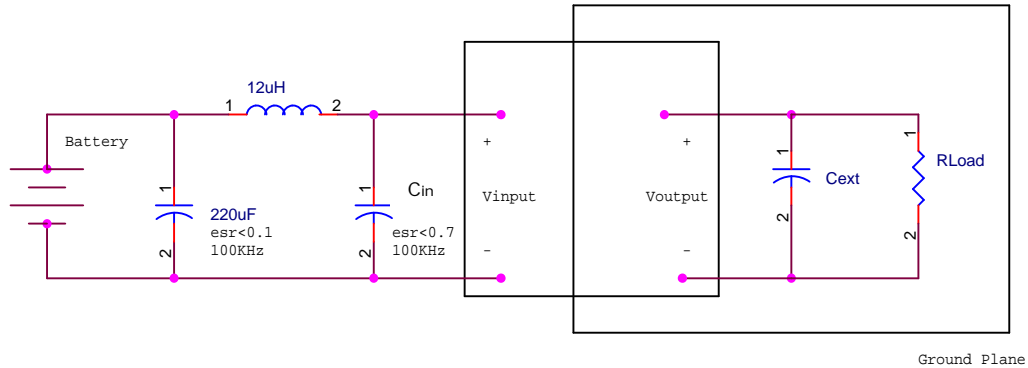 12uH
1 2
Battery
+ +
1 1 1 1
RLoad
Cin
Cext
Vinput Voutput
220uF
esr<0.1
100KHz
esr<0.7
100KHz
2 2 2 2
- -
Ground Plane